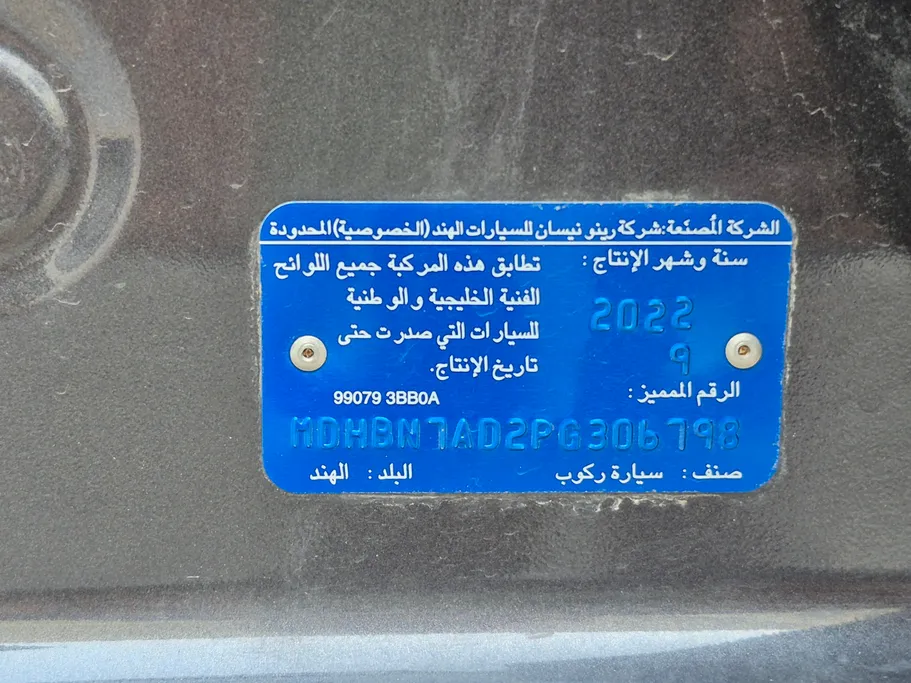 الشركة المُصنّعة:شركة رينو نيسان للسيارات الهند (الخصوصية) المحدودة
سنة وشهر الإنتاج :
2022
9
تطابق هذه المركبة جميع اللوائح
الفنية الخليجية والوطنية
للسيارات التي صدرت حتى
تاريخ الإنتاج.
الرقم المميز :
99079 3BB0A
MDHBN7AD2PG306798
صنف : سيارة ركوب البلد : الهند